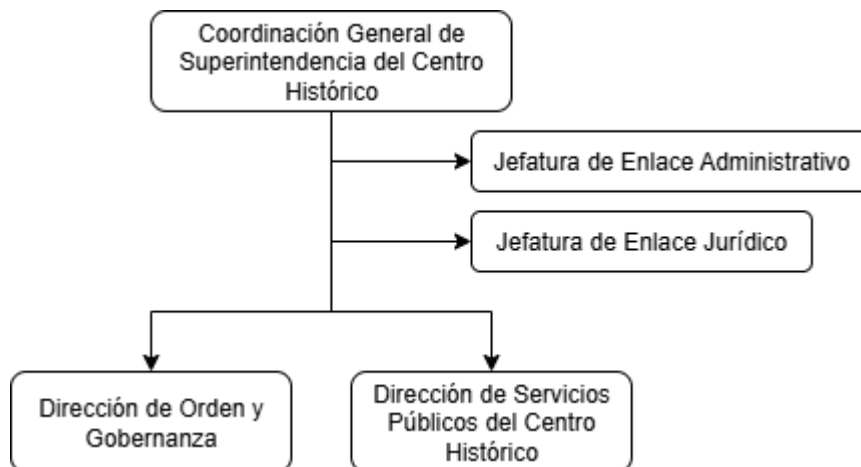 Coordinación General de
Superintendencia del Centro
Histórico
Jefatura de Enlace Administrativo
Jefatura de Enlace Jurídico
Dirección de Orden y
Gobernanza
Dirección de Servicios
Públicos del Centro
Histórico